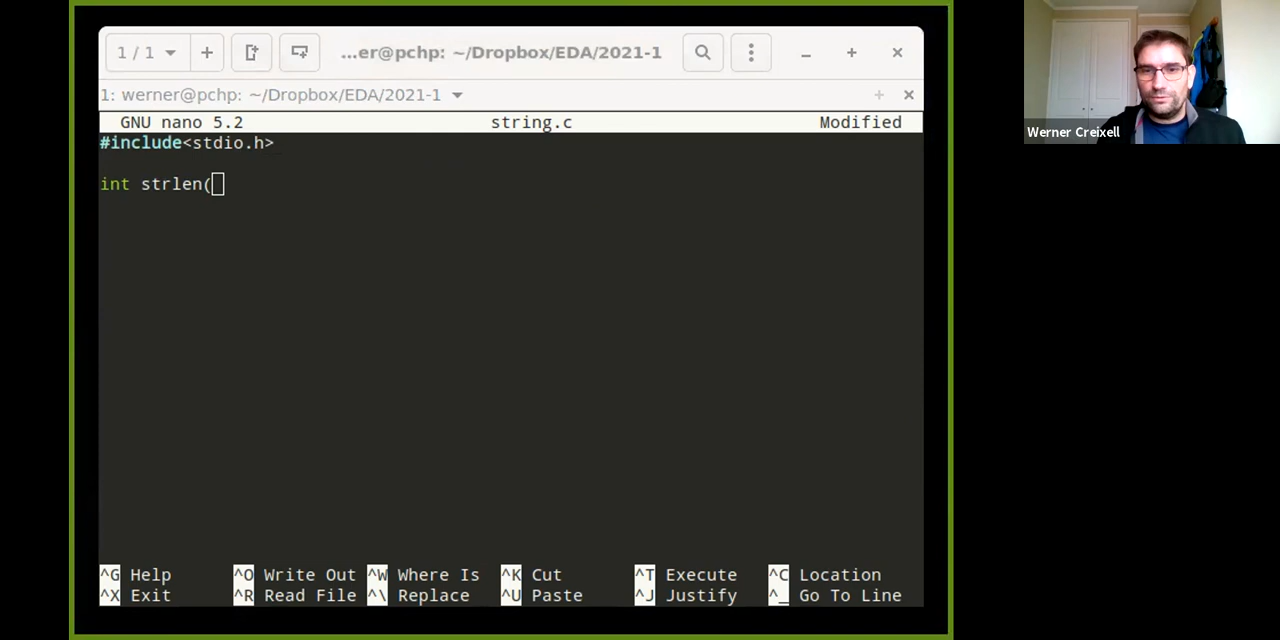 1 / 1
...er@pchp: ~/Dropbox/EDA/2021-1
1: werner@pchp: ~/Dropbox/EDA/2021-1
GNU nano 5.2 string.c Modified
#include<stdio.h>
int strlen(
^G Help ^O Write Out ^W Where Is ^K Cut ^T Execute ^C Location
^X Exit ^R Read File ^\ Replace ^U Paste ^J Justify ^_ Go To Line
Werner Creixell